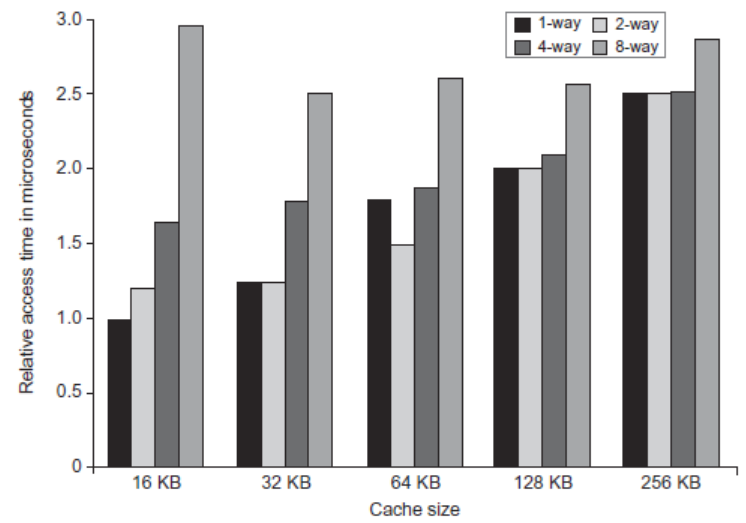 3.0
2.5
2.0
1.5
1.0
0.5
0
Relative access time in microseconds
1-way 2-way
4-way 8-way
16 KB 32 KB 64 KB 128 KB 256 KB
Cache size